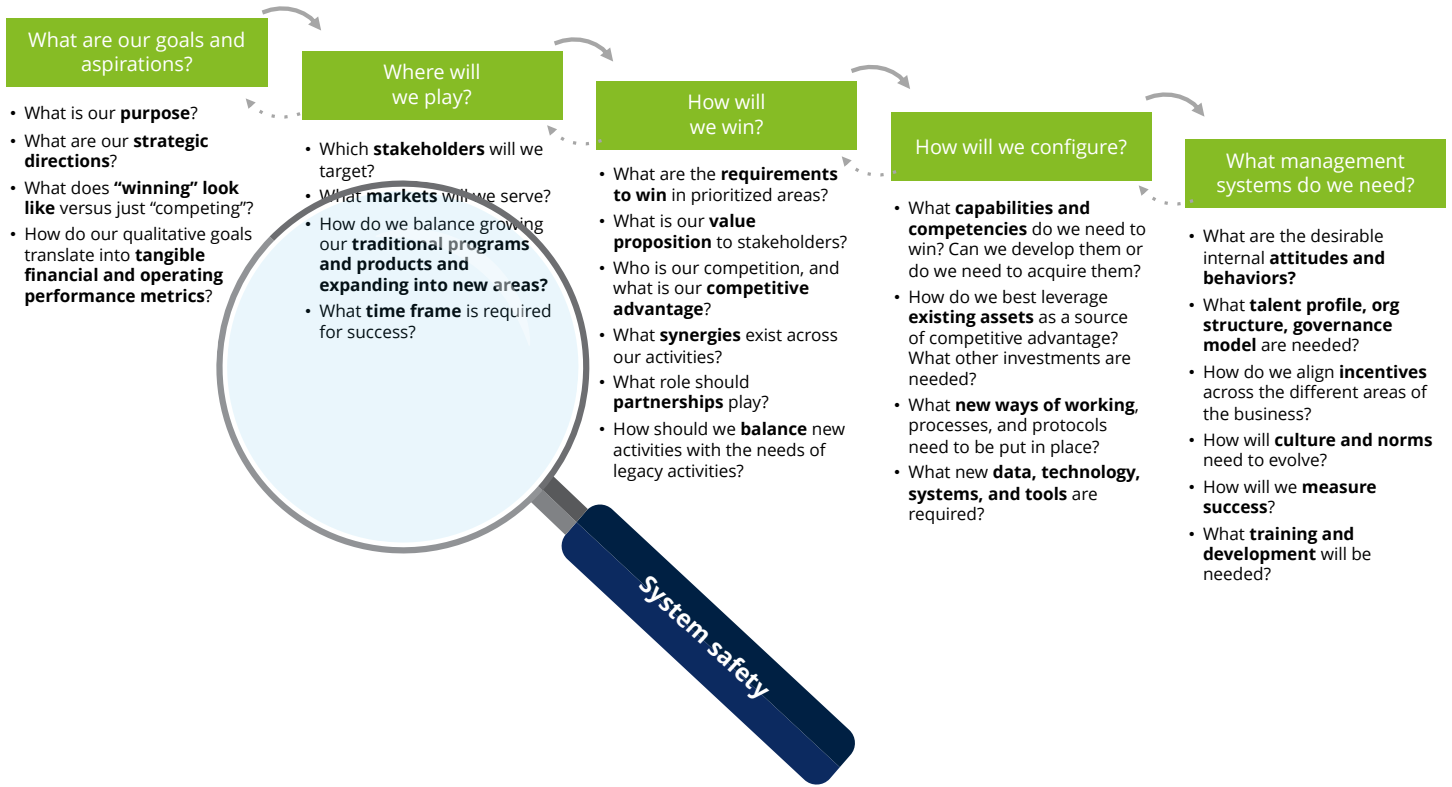 What are our goals and
aspirations?
• What is our purpose?
• What are our strategic
directions?
• What does “winning” look
like versus just “competing”?
• How do our qualitative goals
translate into tangible
financial and operating
performance metrics?
Where will
we play?
• Which stakeholders will we
target?
• What markets will we serve?
• How do we balance growing
our traditional programs
and products and
expanding into new areas?
• What time frame is required
for success?
How will
we win?
• What are the requirements
to win in prioritized areas?
• What is our value
proposition to stakeholders?
• Who is our competition, and
what is our competitive
advantage?
• What synergies exist across
our activities?
• What role should
partnerships play?
• How should we balance new
activities with the needs of
legacy activities?
How will we configure?
• What capabilities and
competencies do we need to
win? Can we develop them or
do we need to acquire them?
• How do we best leverage
existing assets as a source
of competitive advantage?
What other investments are
needed?
• What new ways of working,
processes, and protocols
need to be put in place?
• What new data, technology,
systems, and tools are
required?
What management
systems do we need?
• What are the desirable
internal attitudes and
behaviors?
• What talent profile, org
structure, governance
model are needed?
• How do we align incentives
across the different areas of
the business?
• How will culture and norms
need to evolve?
• How will we measure
success?
• What training and
development will be
needed?
System safety